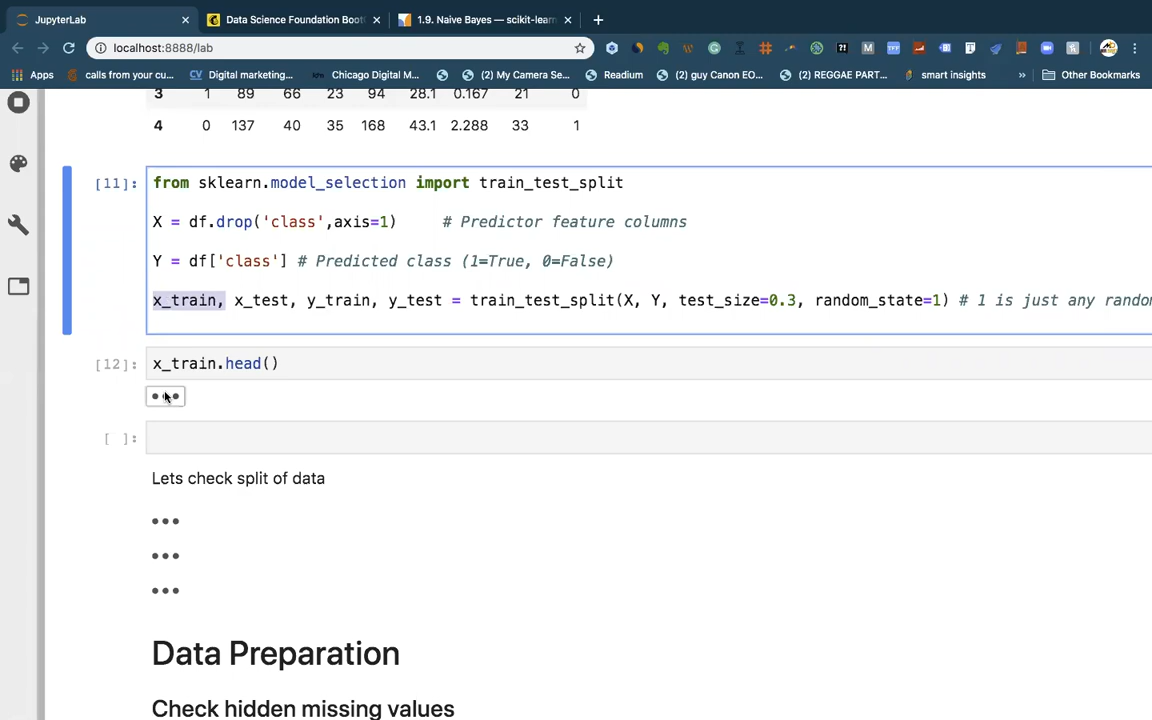 JupyterLab
Data Science Foundation Boot
1.9. Naive Bayes — scikit-learn
localhost:8888/lab
Apps
calls from your cu...
Digital marketing...
Chicago Digital M...
(2) My Camera Se...
Readium
(2) guy Canon EO...
(2) REGGAE PART...
smart insights
»
Other Bookmarks
3 1 89 66 23 94 28.1 0.167 21 0
4 0 137 40 35 168 43.1 2.288 33 1
[11]: from sklearn.model_selection import train_test_split
X = df.drop('class',axis=1) # Predictor feature columns
Y = df['class'] # Predicted class (1=True, 0=False)
x_train, x_test, y_train, y_test = train_test_split(X, Y, test_size=0.3, random_state=1) # 1 is just any rando
[12]: x_train.head()
[ ]:
Lets check split of data
Data Preparation
Check hidden missing values